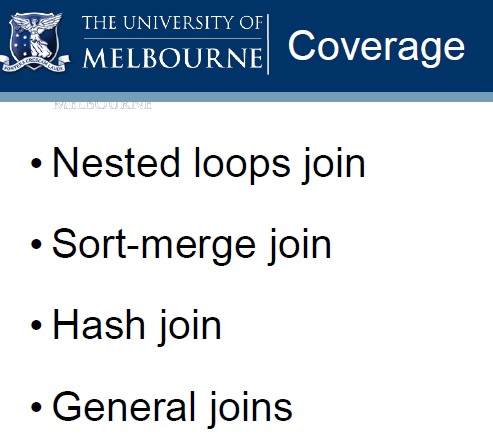 THE UNIVERSITY OF
MELBOURNE
Coverage
MELBOURNE
• Nested loops join
• Sort-merge join
• Hash join
• General joins